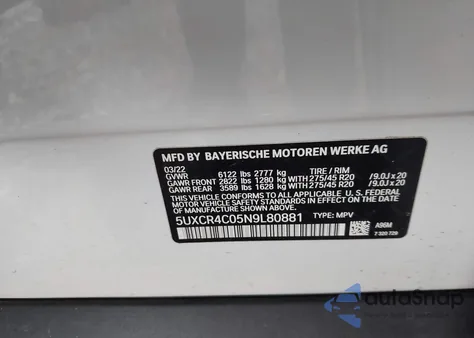 MFD BY BAYERISCHE MOTOREN WERKE AG
03/22 TIRE / RIM
GVWR 6122 lbs 2777 kg
GAWR FRONT 2822 lbs 1280 kg WITH 275/45 R20 /9.0J x 20
GAWR REAR 3589 lbs 1628 kg WITH 275/45 R20 /9.0J x 20
THIS VEHICLE CONFORMS TO ALL APPLICABLE U.S. FEDERAL
MOTOR VEHICLE SAFETY STANDARDS IN EFFECT ON THE
DATE OF MANUFACTURE SHOWN ABOVE.
5UXCR4C05N9L80881 TYPE: MPV
A96M
autoSnap